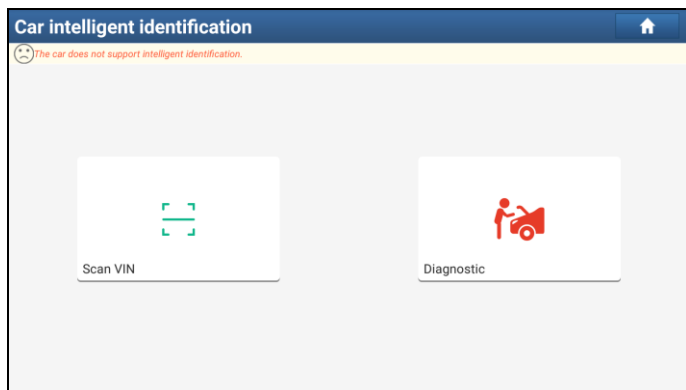 Car intelligent identification
The car does not support intelligent identification.
Scan VIN
Diagnostic